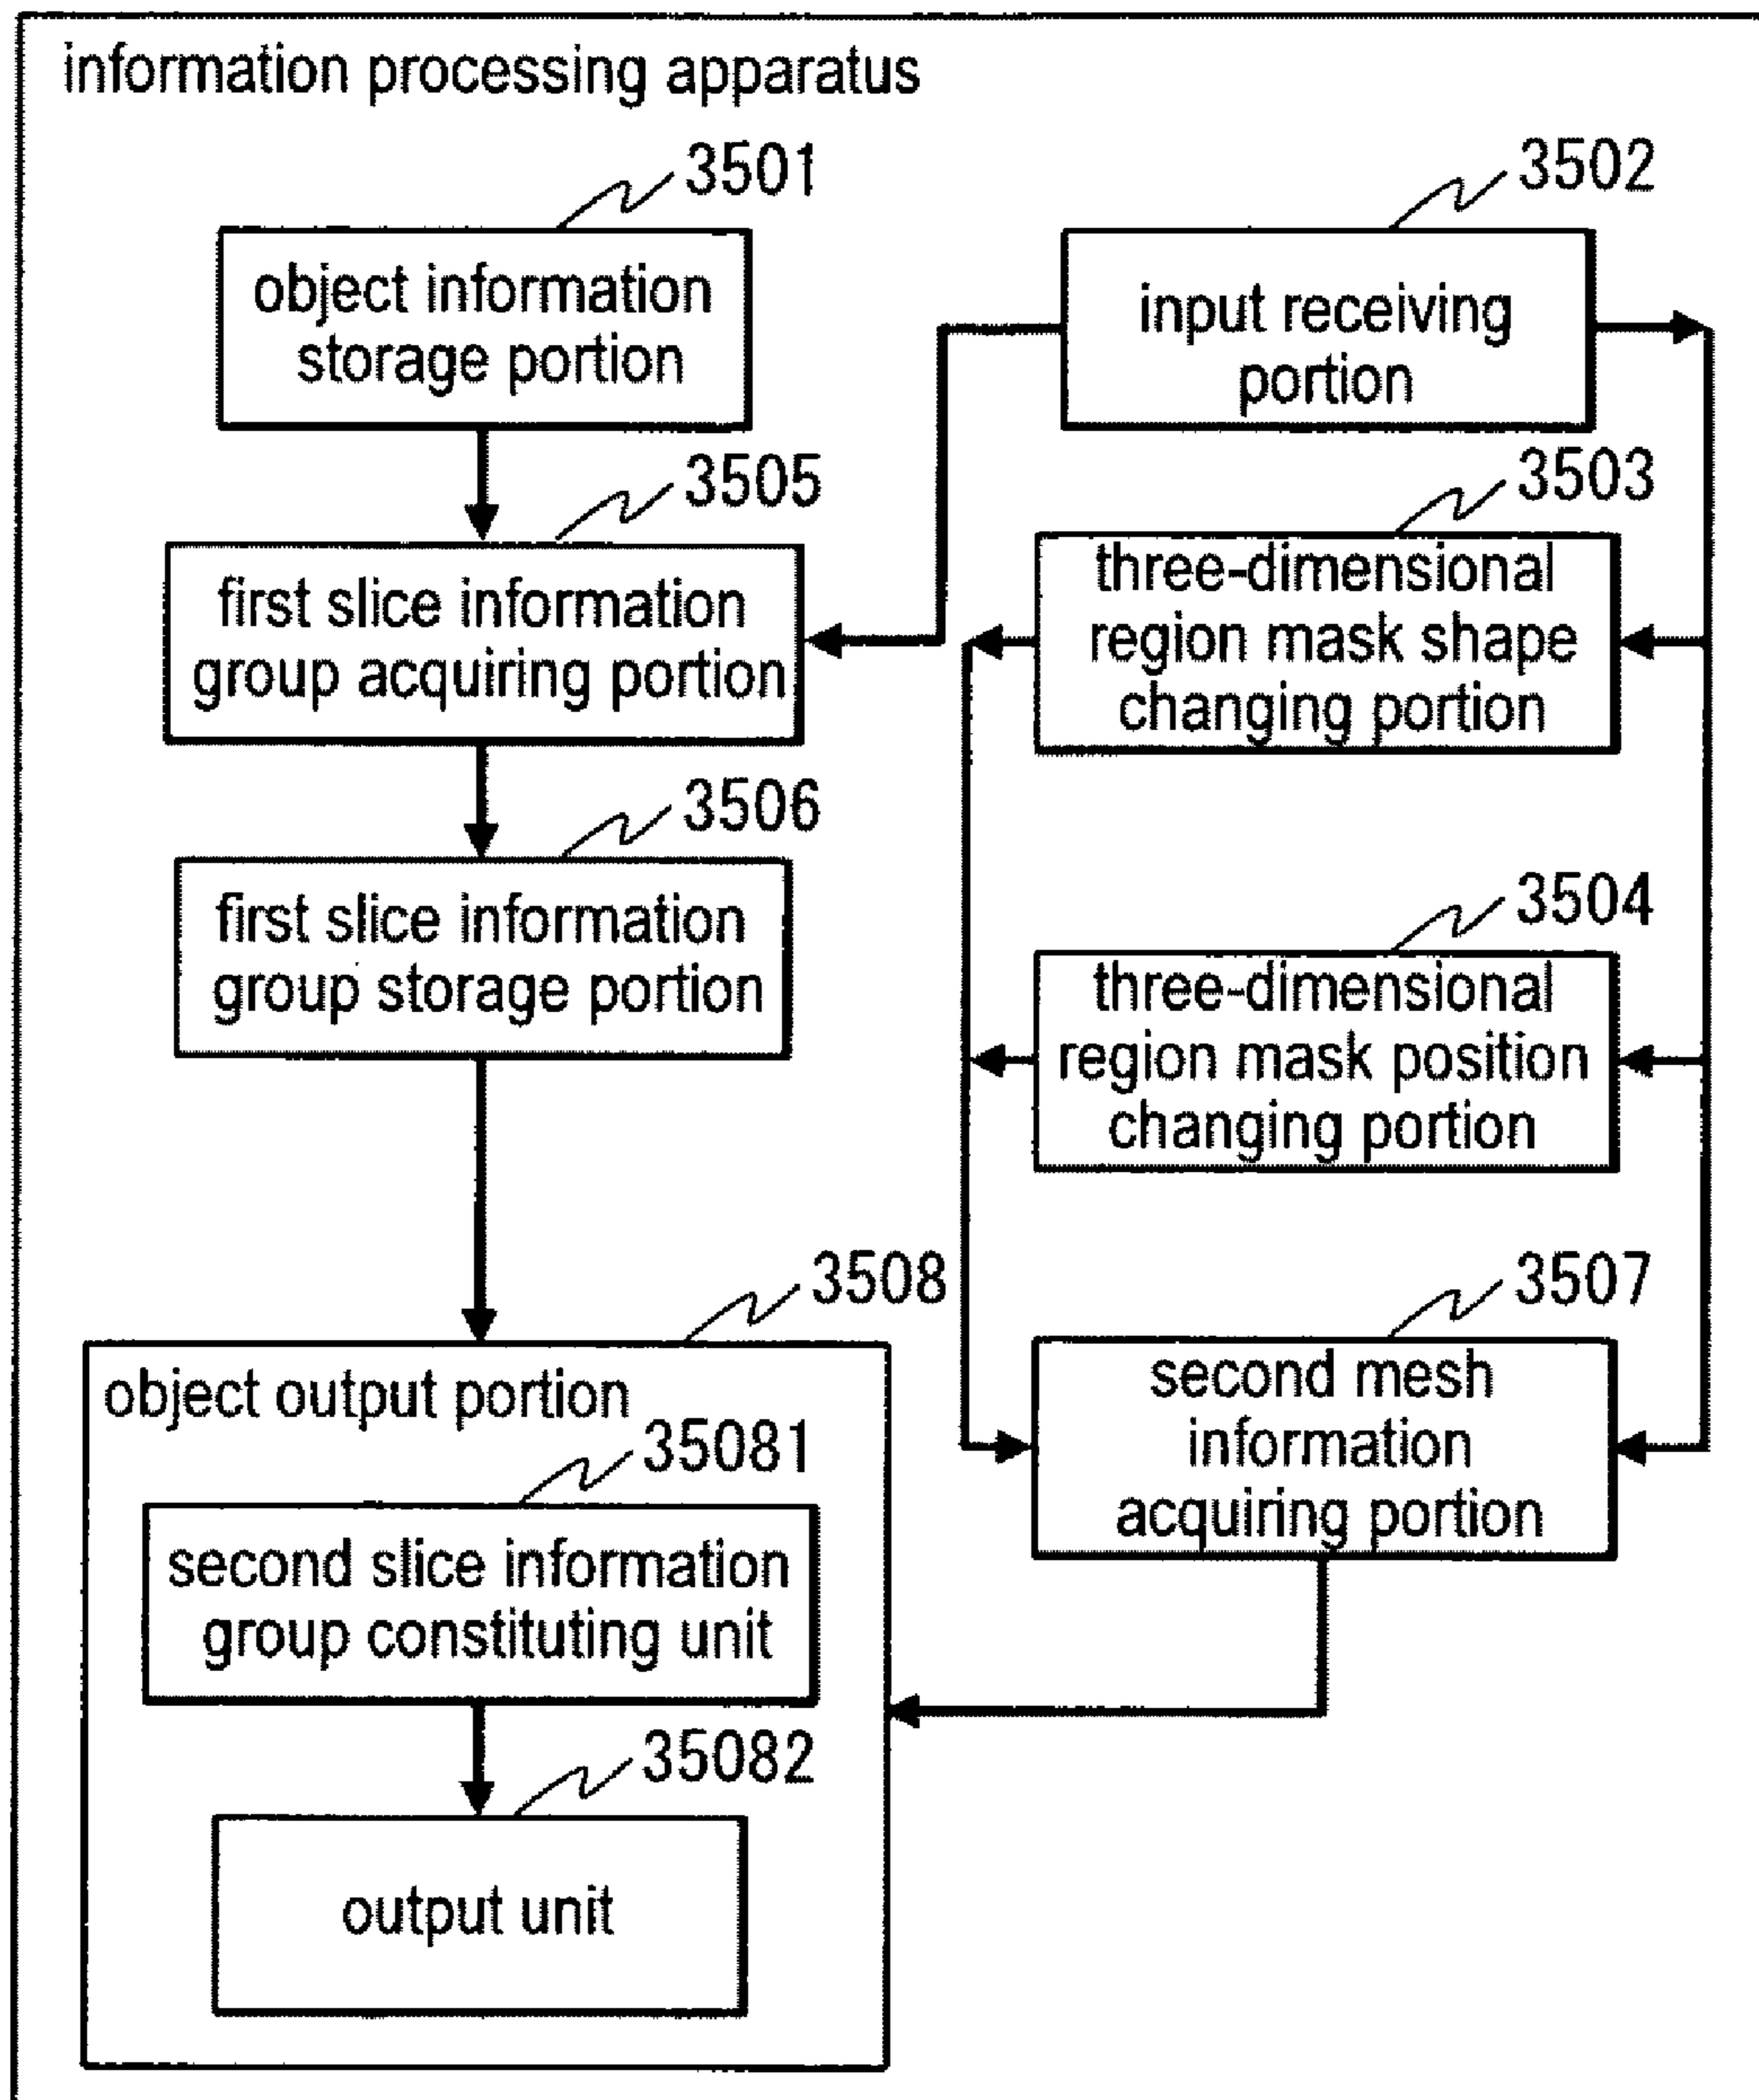 information processing apparatus
3501
object information
storage portion
3502
input receiving
portion
3505
first slice information
group acquiring portion
3503
three-dimensional
region mask shape
changing portion
3506
first slice information
group storage portion
3504
three-dimensional
region mask position
changing portion
3508
object output portion
3507
second mesh
information
acquiring portion
35081
second slice information
group constituting unit
35082
output unit